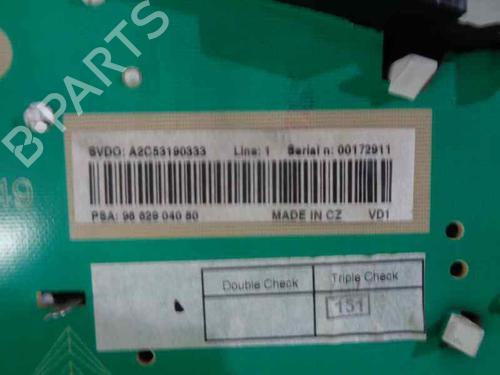 SVDO: A2C53190333 Line: 1 Serial n: 00172911
PSA: 96 629 040 80 MADE IN CZ VD1
Double Check Triple Check
151
B-PARTS